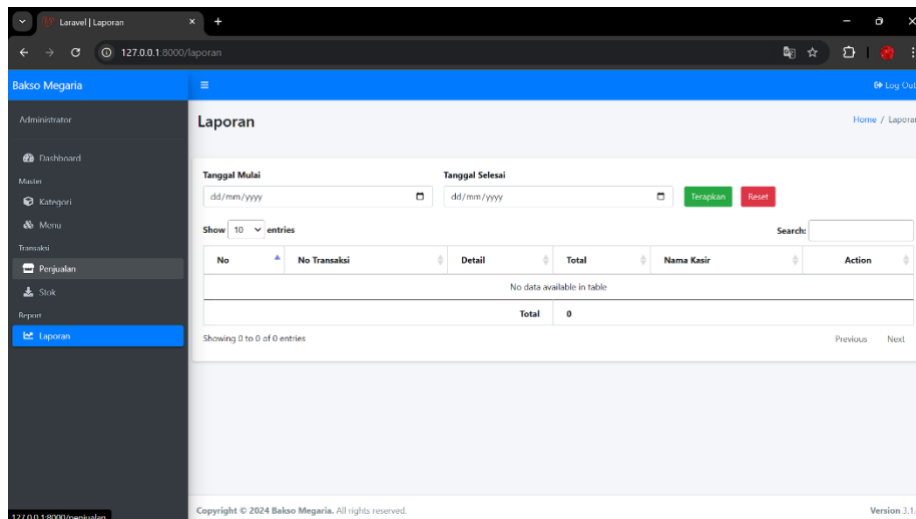 Laravel | Laporan
127.0.0.1:8000/laporan
Bakso Megaria
Log Out
Administrator
Laporan
Home / Laporan
Dashboard
Master
Kategori
Menu
Transaksi
Penjualan
Stok
Report
Laporan
Tanggal Mulai
Tanggal Selesai
dd/mm/yyyy
dd/mm/yyyy
Terapkan
Reset
Show 10 entries
Search:
No No Transaksi Detail Total Nama Kasir Action
No data available in table
Total 0
Showing 0 to 0 of 0 entries
Previous Next
Copyright © 2024 Bakso Megaria. All rights reserved.
Version 3.1.
127.0.0.1:8000/penjualan